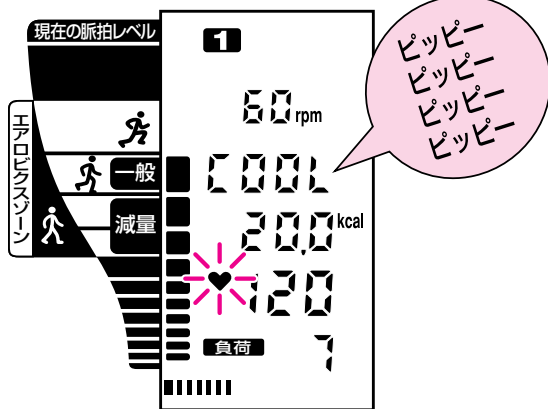 現在の脈拍レベル
エアロビクスゾーン
一般
減量
1
60 rpm
COOL
20.0 kcal
120
負荷 7
ピッピー
ピッピー
ピッピー
ピッピー